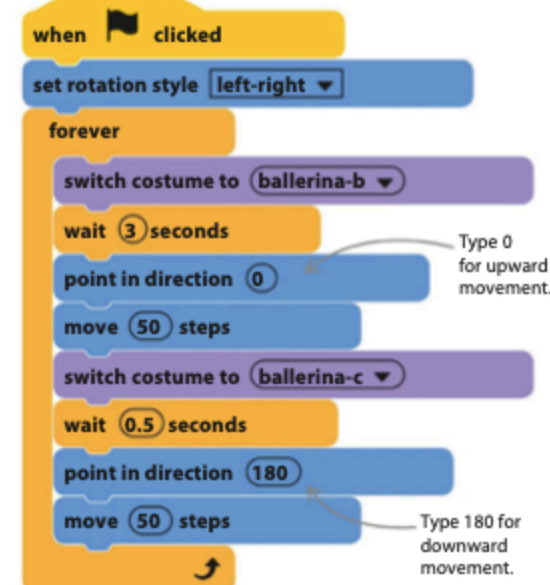 when clicked
set rotation style left-right
forever
switch costume to ballerina-b
wait 3 seconds
point in direction 0
Type 0
for upward
movement.
move 50 steps
switch costume to ballerina-c
wait 0.5 seconds
point in direction 180
move 50 steps
Type 180 for
downward
movement.